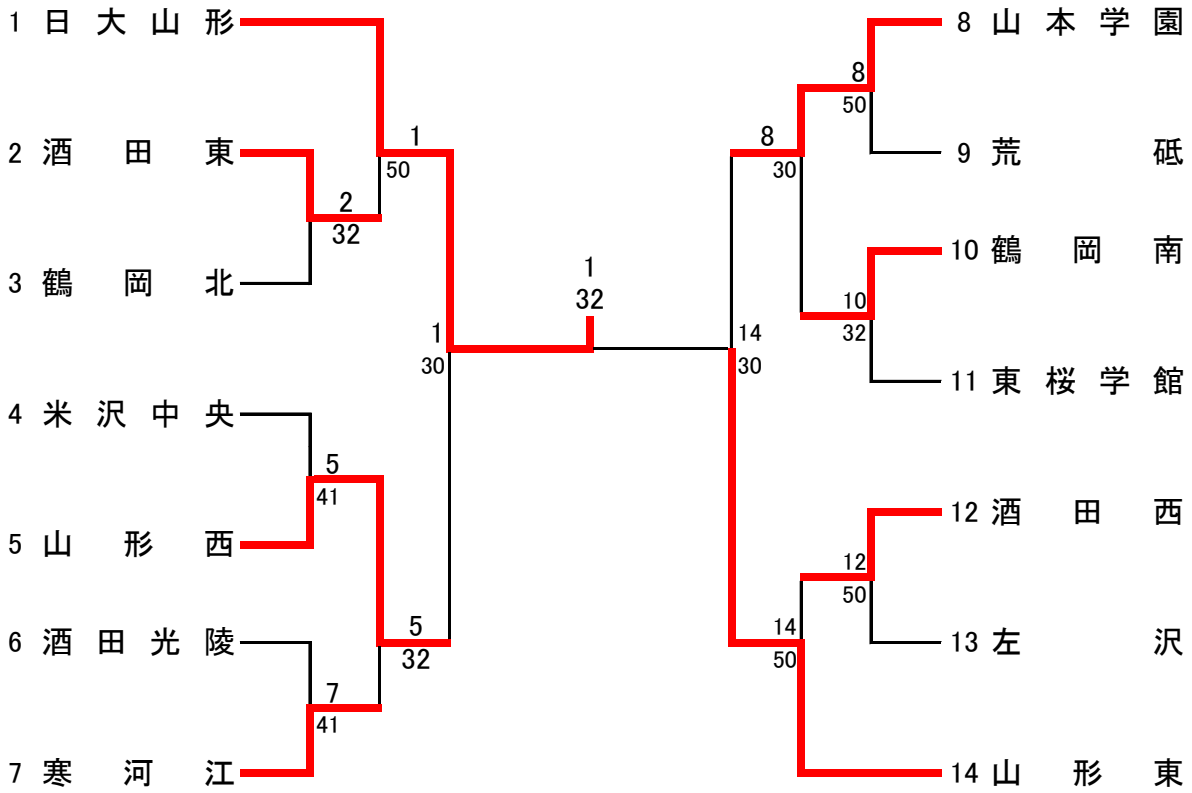 1 日大山形
2 酒田東
3 鶴岡北
4 米沢中央
5 山形西
6 酒田光陵
7 寒河江
2
32
5
41
7
41
1
50
5
32
1
30
1
32
14
30
8
30
14
50
8
50
10
32
12
50
8 山本学園
9 荒砥
10 鶴岡南
11 東桜学館
12 酒田西
13 左沢
14 山形東